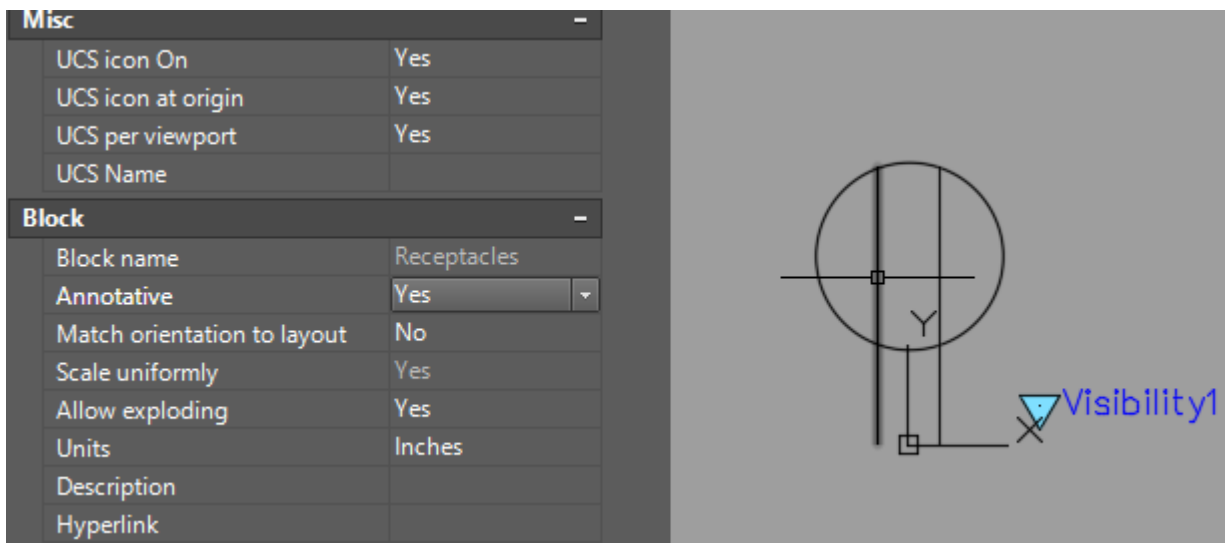 Misc
UCS icon On Yes
UCS icon at origin Yes
UCS per viewport Yes
UCS Name
Block
Block name Receptacles
Annotative Yes
Match orientation to layout No
Scale uniformly Yes
Allow exploding Yes
Units Inches
Description
Hyperlink
Y
X
Visibility1